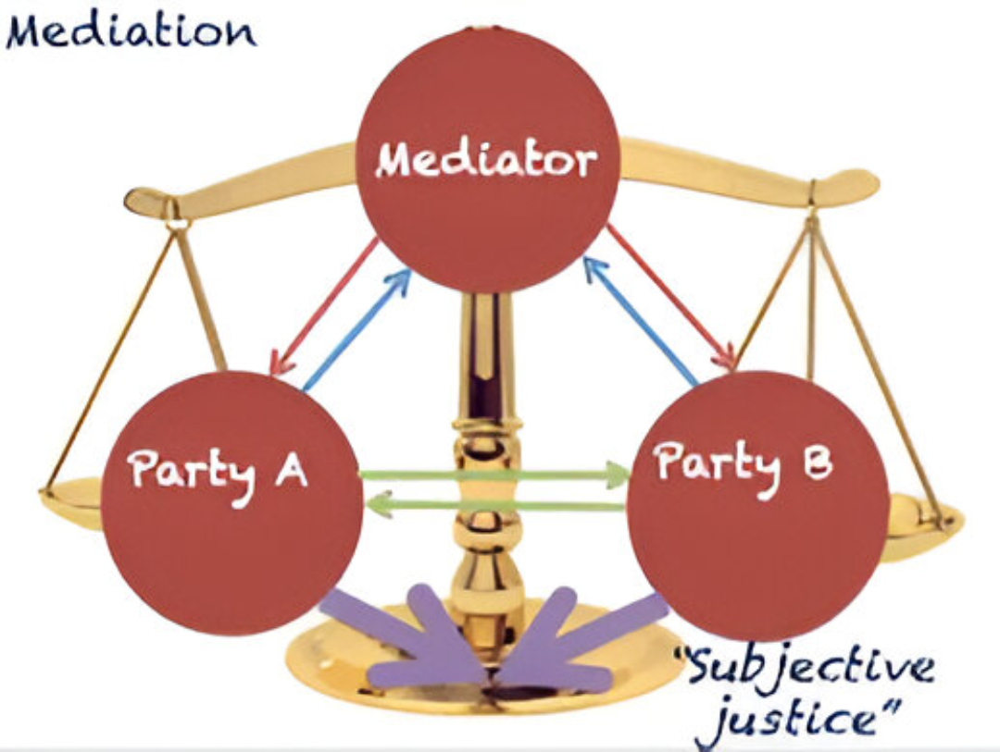 Mediation
Mediator
Party A
Party B
"Subjective
justice"